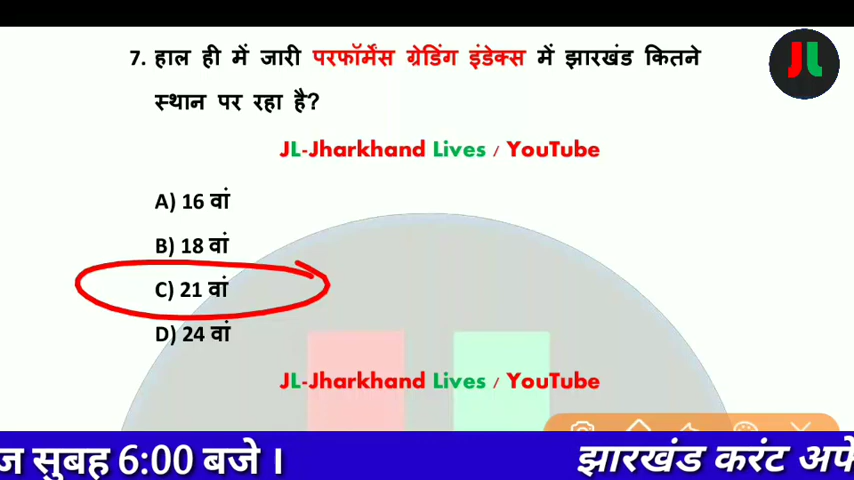 7. हाल ही में जारी परफॉर्मेंस ग्रेडिंग इंडेक्स में झारखंड कितने
स्थान पर रहा है?
JL
JL-Jharkhand Lives / YouTube
A) 16 वां
B) 18 वां
C) 21 वां
D) 24 वां
JL-Jharkhand Lives / YouTube
ज सुबह 6:00 बजे । झारखंड करंट अफे